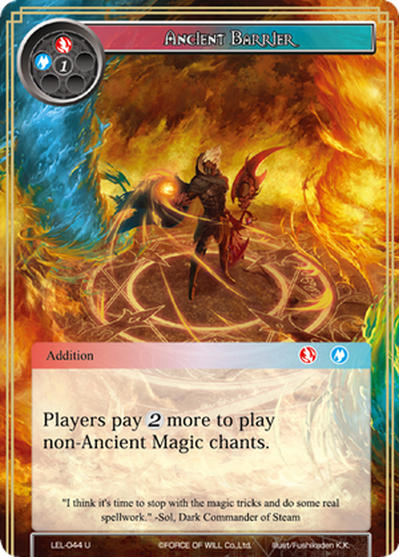 Ancient Barrier
1
Addition
Players pay 2 more to play
non-Ancient Magic chants.
"I think it's time to stop with the magic tricks and do some real
spellwork." -Sol, Dark Commander of Steam
LEL-044 U ©FORCE OF WILL Co.,Ltd. Illust/Fushikaden K.K.